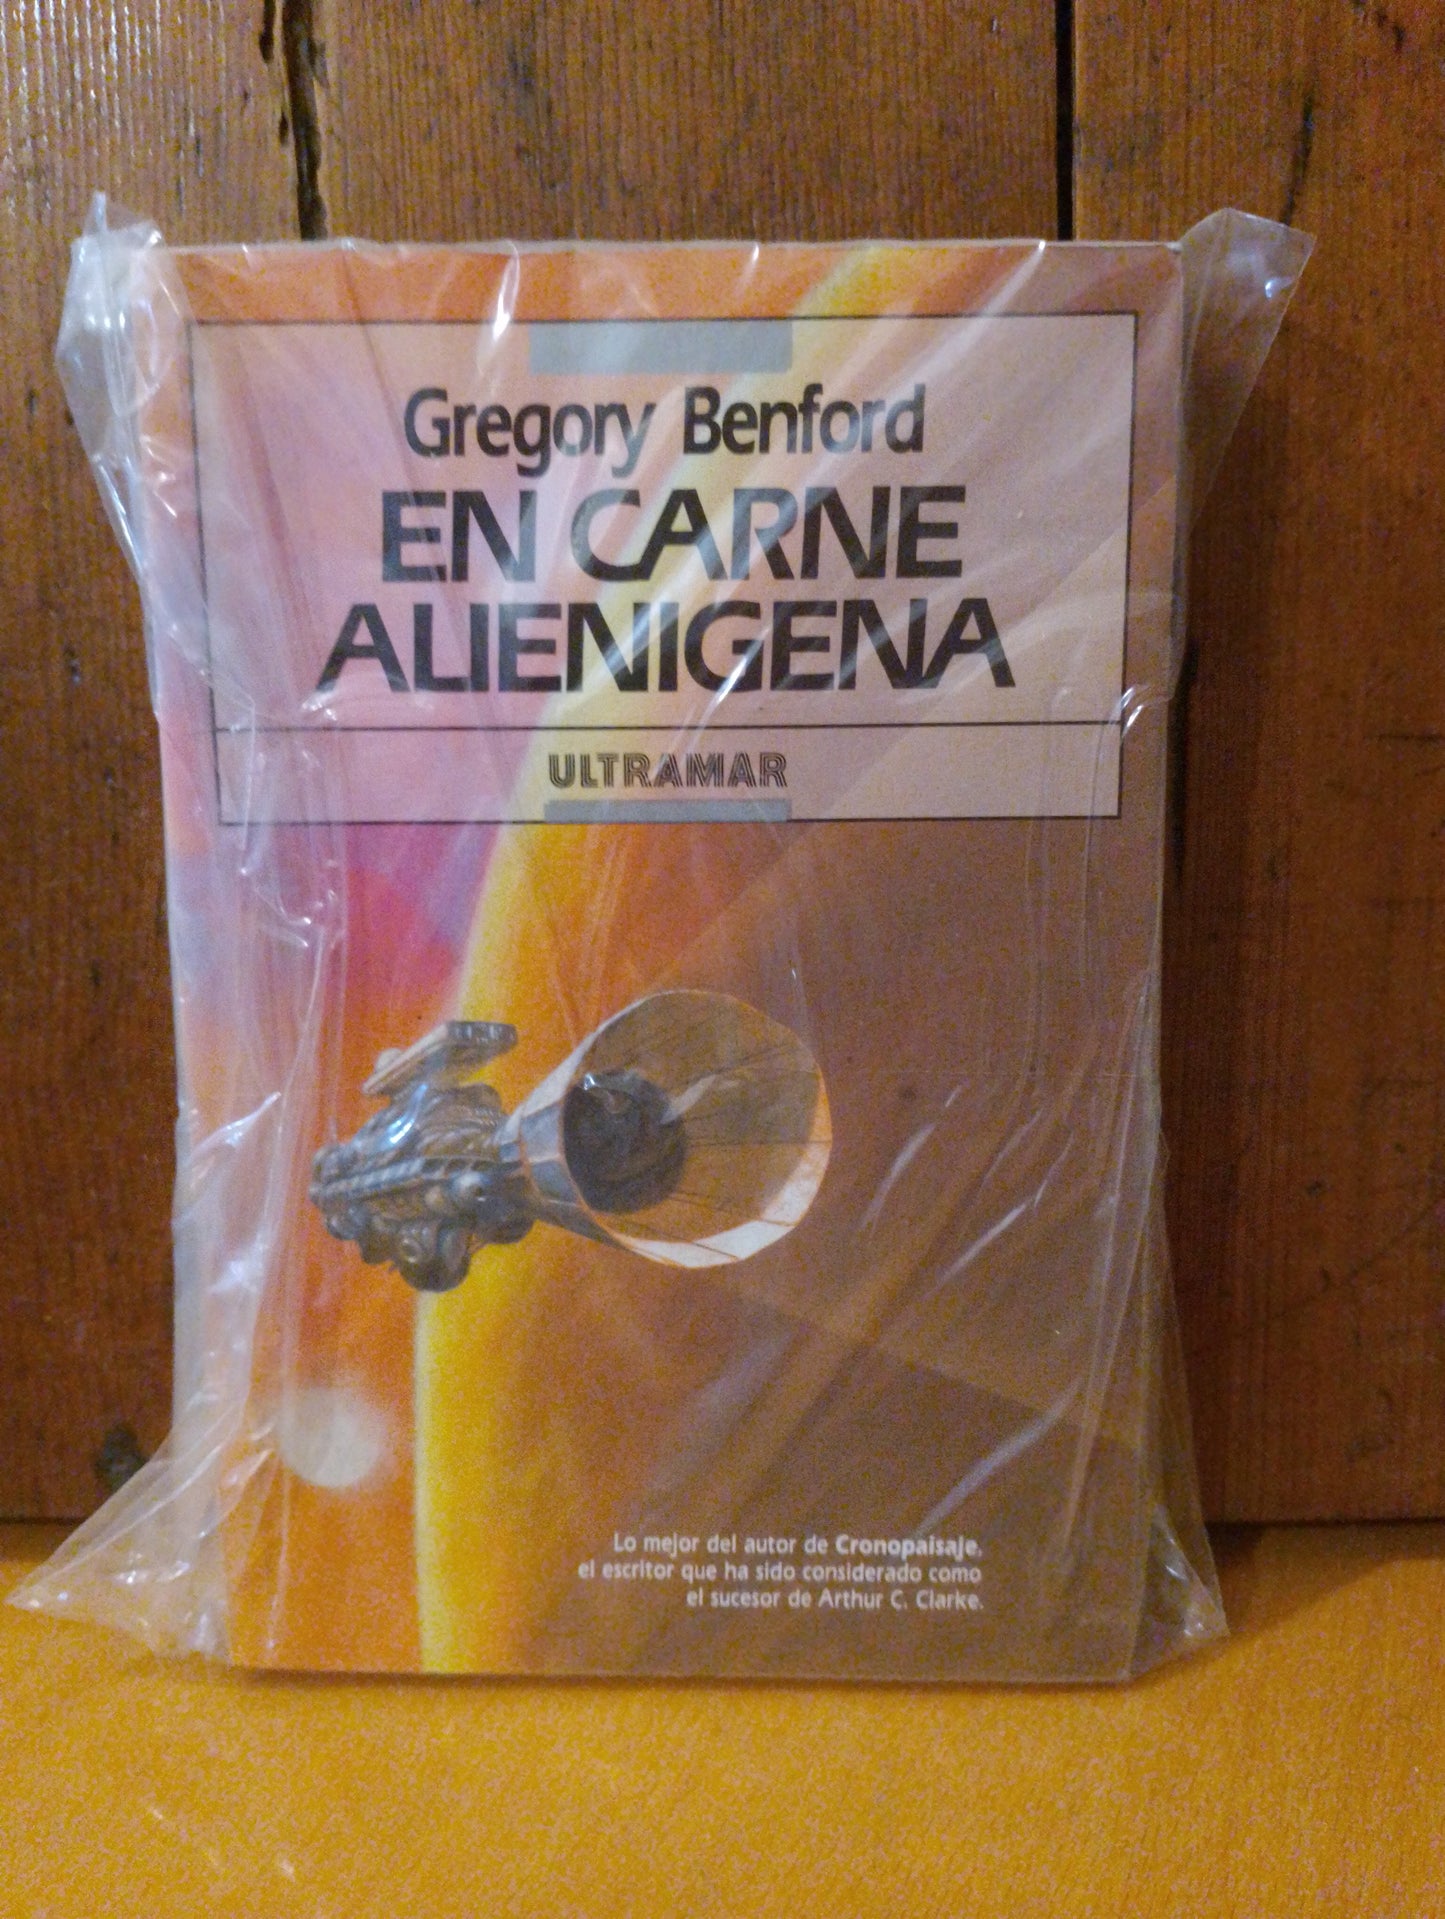 Gregory Benford
EN CARNE
ALIENIGENA
ULTRAMAR
Lo mejor del autor de Cronopaisaje,
el escritor que ha sido considerado como
el sucesor de Arthur C. Clarke.